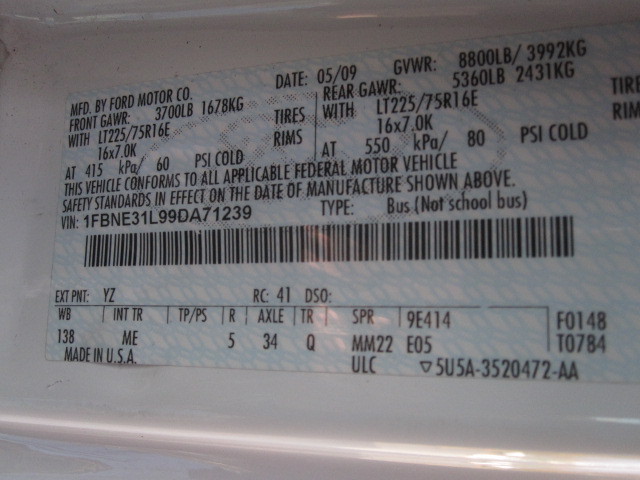 MFD. BY FORD MOTOR CO. DATE: 05/09 GVWR: 8800LB/ 3992KG
FRONT GAWR: 3700LB 1678KG REAR GAWR: 5360LB 2431KG
WITH LT225/75R16E TIRES WITH LT225/75R16E TIRE
16x7.0K RIMS 16x7.0K RIMS
AT 415 kPa/ 60 PSI COLD AT 550 kPa/ 80 PSI COLD
THIS VEHICLE CONFORMS TO ALL APPLICABLE FEDERAL MOTOR VEHICLE
SAFETY STANDARDS IN EFFECT ON THE DATE OF MANUFACTURE SHOWN ABOVE.
VIN: 1FBNE31L99DA71239 TYPE: Bus (Not school bus)
EXT PNT: YZ RC: 41 DSO:
WB INT TR TP/PS R AXLE TR SPR 9E414 F0148
138 ME 5 34 Q MM22 E05 T0784
MADE IN U.S.A. ULC ▽5U5A-3520472-AA